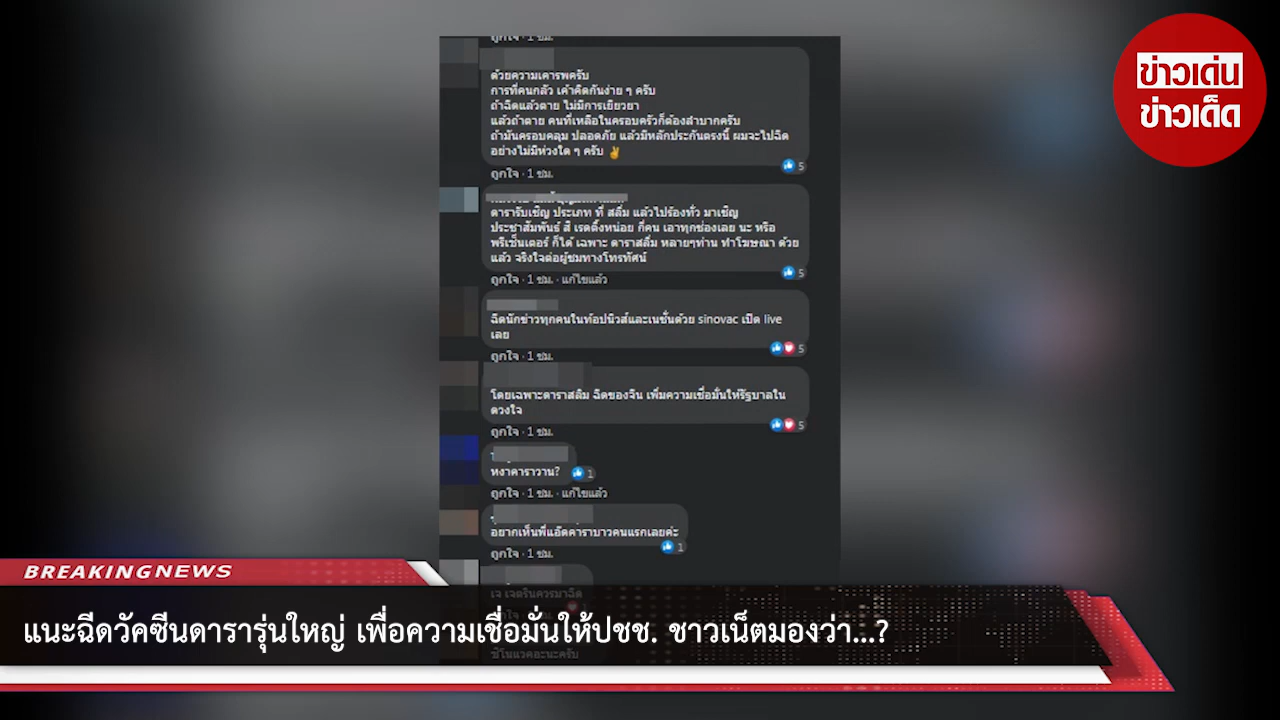 ถูกใจ · 1 ชม.
ข่าวเด่น
ข่าวเด็ด
ด้วยความเคารพครับ
การที่คนกลัว เค้าคิดกันง่าย ๆ ครับ
ถ้าฉีดแล้วตาย ไม่มีการเยียวยา
แล้วถ้าตาย คนที่เหลือในครอบครัวก็ต้องลำบากครับ
ถ้ามันครอบคลุม ปลอดภัย แล้วมีหลักประกันตรงนี้ ผมจะไปฉีด
อย่างไม่มีห่วงใด ๆ ครับ ✌
5
ถูกใจ · 1 ชม.
ดารารับเชิญ ประเภท ที่ สลิ่ม แล้วไปร้องทั่ว มาเชิญ
ประชาสัมพันธ์ สิ เรตติ้งหน่อย กี่คน เอาทุกช่องเลย นะ หรือ
พรีเซ็นเตอร์ ก็ได้ เฉพาะ ดาราสลิ่ม หลายๆท่าน ทำโฆษณา ด้วย
แล้ว จริงใจต่อผู้ชมทางโทรทัศน์
5
ถูกใจ · 1 ชม. · แก้ไขแล้ว
ฉีดนักข่าวทุกคนในท้อปนิวส์และเนชั่นด้วย sinovac เปิด live
เลย
5
ถูกใจ · 1 ชม.
โดยเฉพาะดาราสลิ่ม ฉีดของจีน เพิ่มความเชื่อมั่นให้รัฐบาลใน
ดวงใจ
5
ถูกใจ · 1 ชม.
หงาคาราวาน?
1
ถูกใจ · 1 ชม. · แก้ไขแล้ว
อยากเห็นพี่แอ๊ดคาราบาวคนแรกเลยค่ะ
1
ถูกใจ · 1 ชม.
เจ เจตรินควรมาฉีด
BREAKINGNEWS
แนะฉีดวัคซีนดารารุ่นใหญ่ เพื่อความเชื่อมั่นให้ปชช. ชาวเน็ตมองว่า...?
ซิโนแวคอะนะครับ